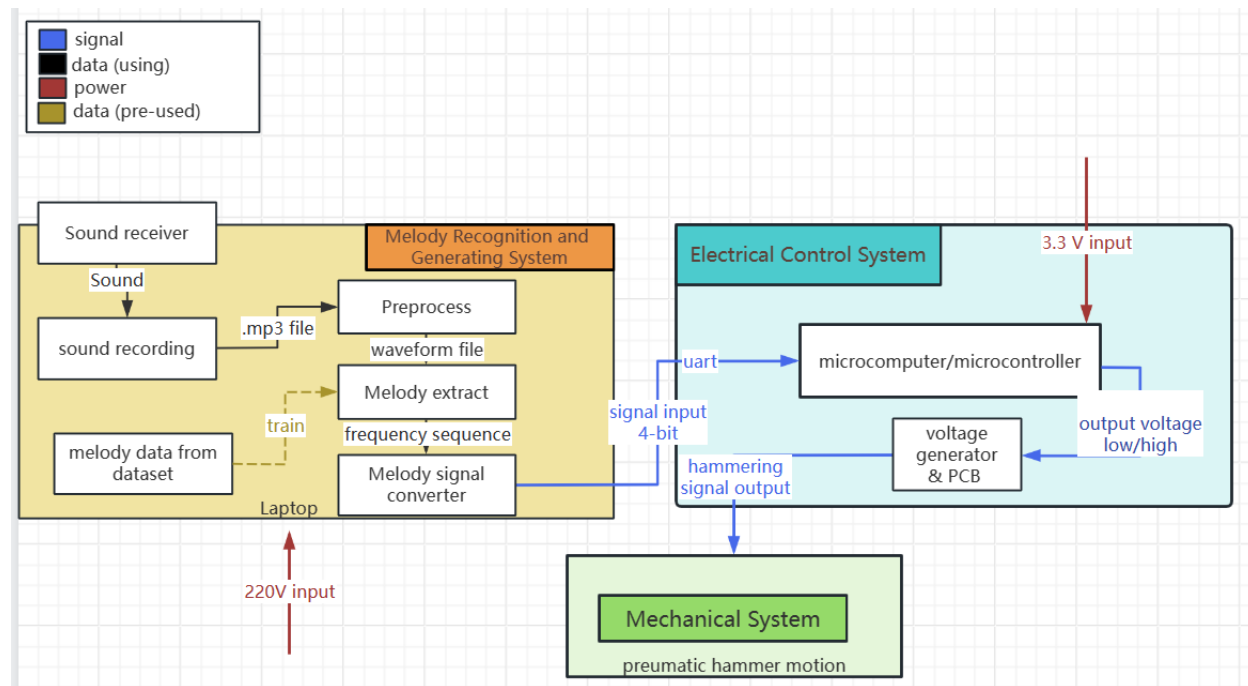 signal
data (using)
power
data (pre-used)
Sound receiver
Sound
sound recording
.mp3 file
Melody Recognition and
Generating System
Preprocess
waveform file
Melody extract
train
frequency sequence
melody data from
dataset
Melody signal
converter
Laptop
220V input
signal input
4-bit
uart
Electrical Control System
3.3 V input
microcomputer/microcontroller
output voltage
low/high
voltage
generator
& PCB
hammering
signal output
Mechanical System
preumatic hammer motion